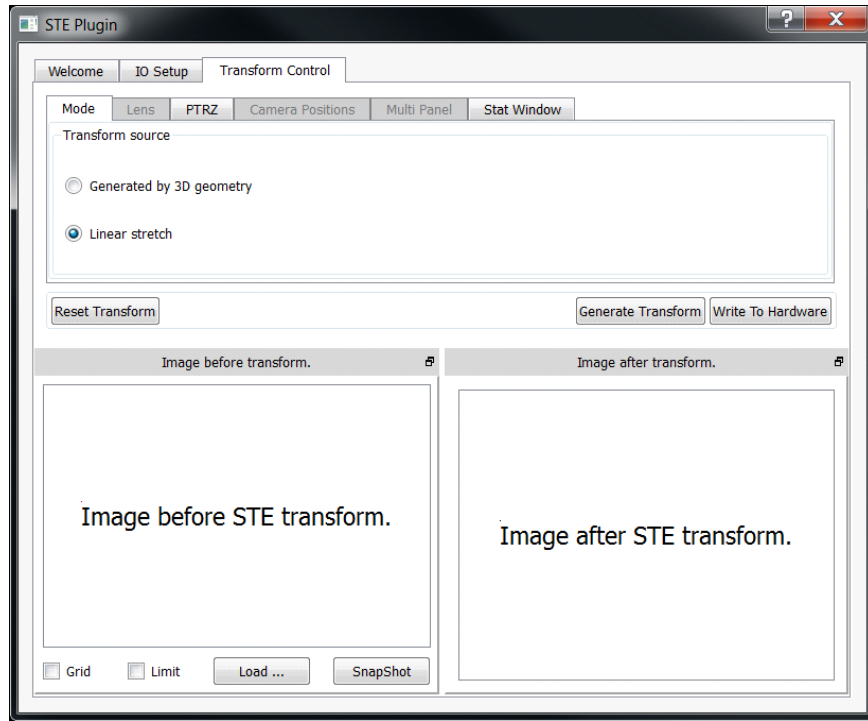 STE Plugin
Welcome IO Setup Transform Control
Mode Lens PTRZ Camera Positions Multi Panel Stat Window
Transform source
Generated by 3D geometry
Linear stretch
Reset Transform Generate Transform Write To Hardware
Image before transform. Image after transform.
Image before STE transform.
Image after STE transform.
Grid Limit Load ... SnapShot